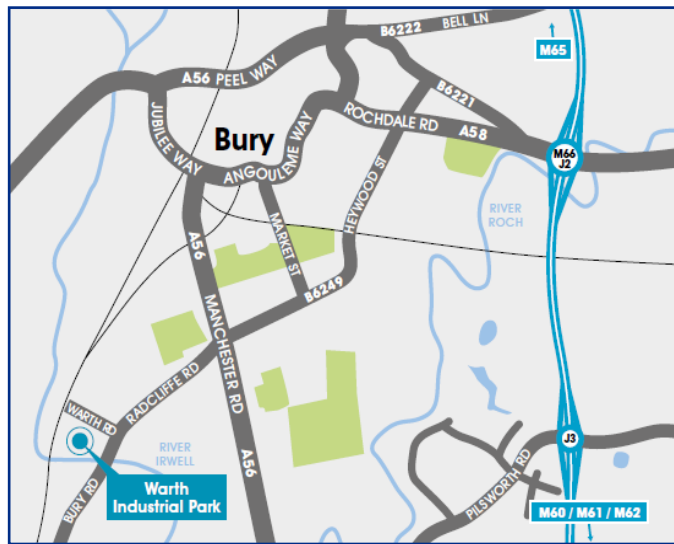 B6222
BELL LN
M65
A56 PEEL WAY
B6221
JUBILEE WAY
Bury
ROCHDALE RD
A58
ANGOULEME WAY
M66
J2
HEYWOOD ST
RIVER
ROCH
MARKET ST
A56
B6249
MANCHESTER RD
RADCLIFFE RD
WARTH RD
J3
RIVER
IRWELL
A56
PILSWORTH RD
BURY RD
Warth
Industrial Park
M60 / M61 / M62